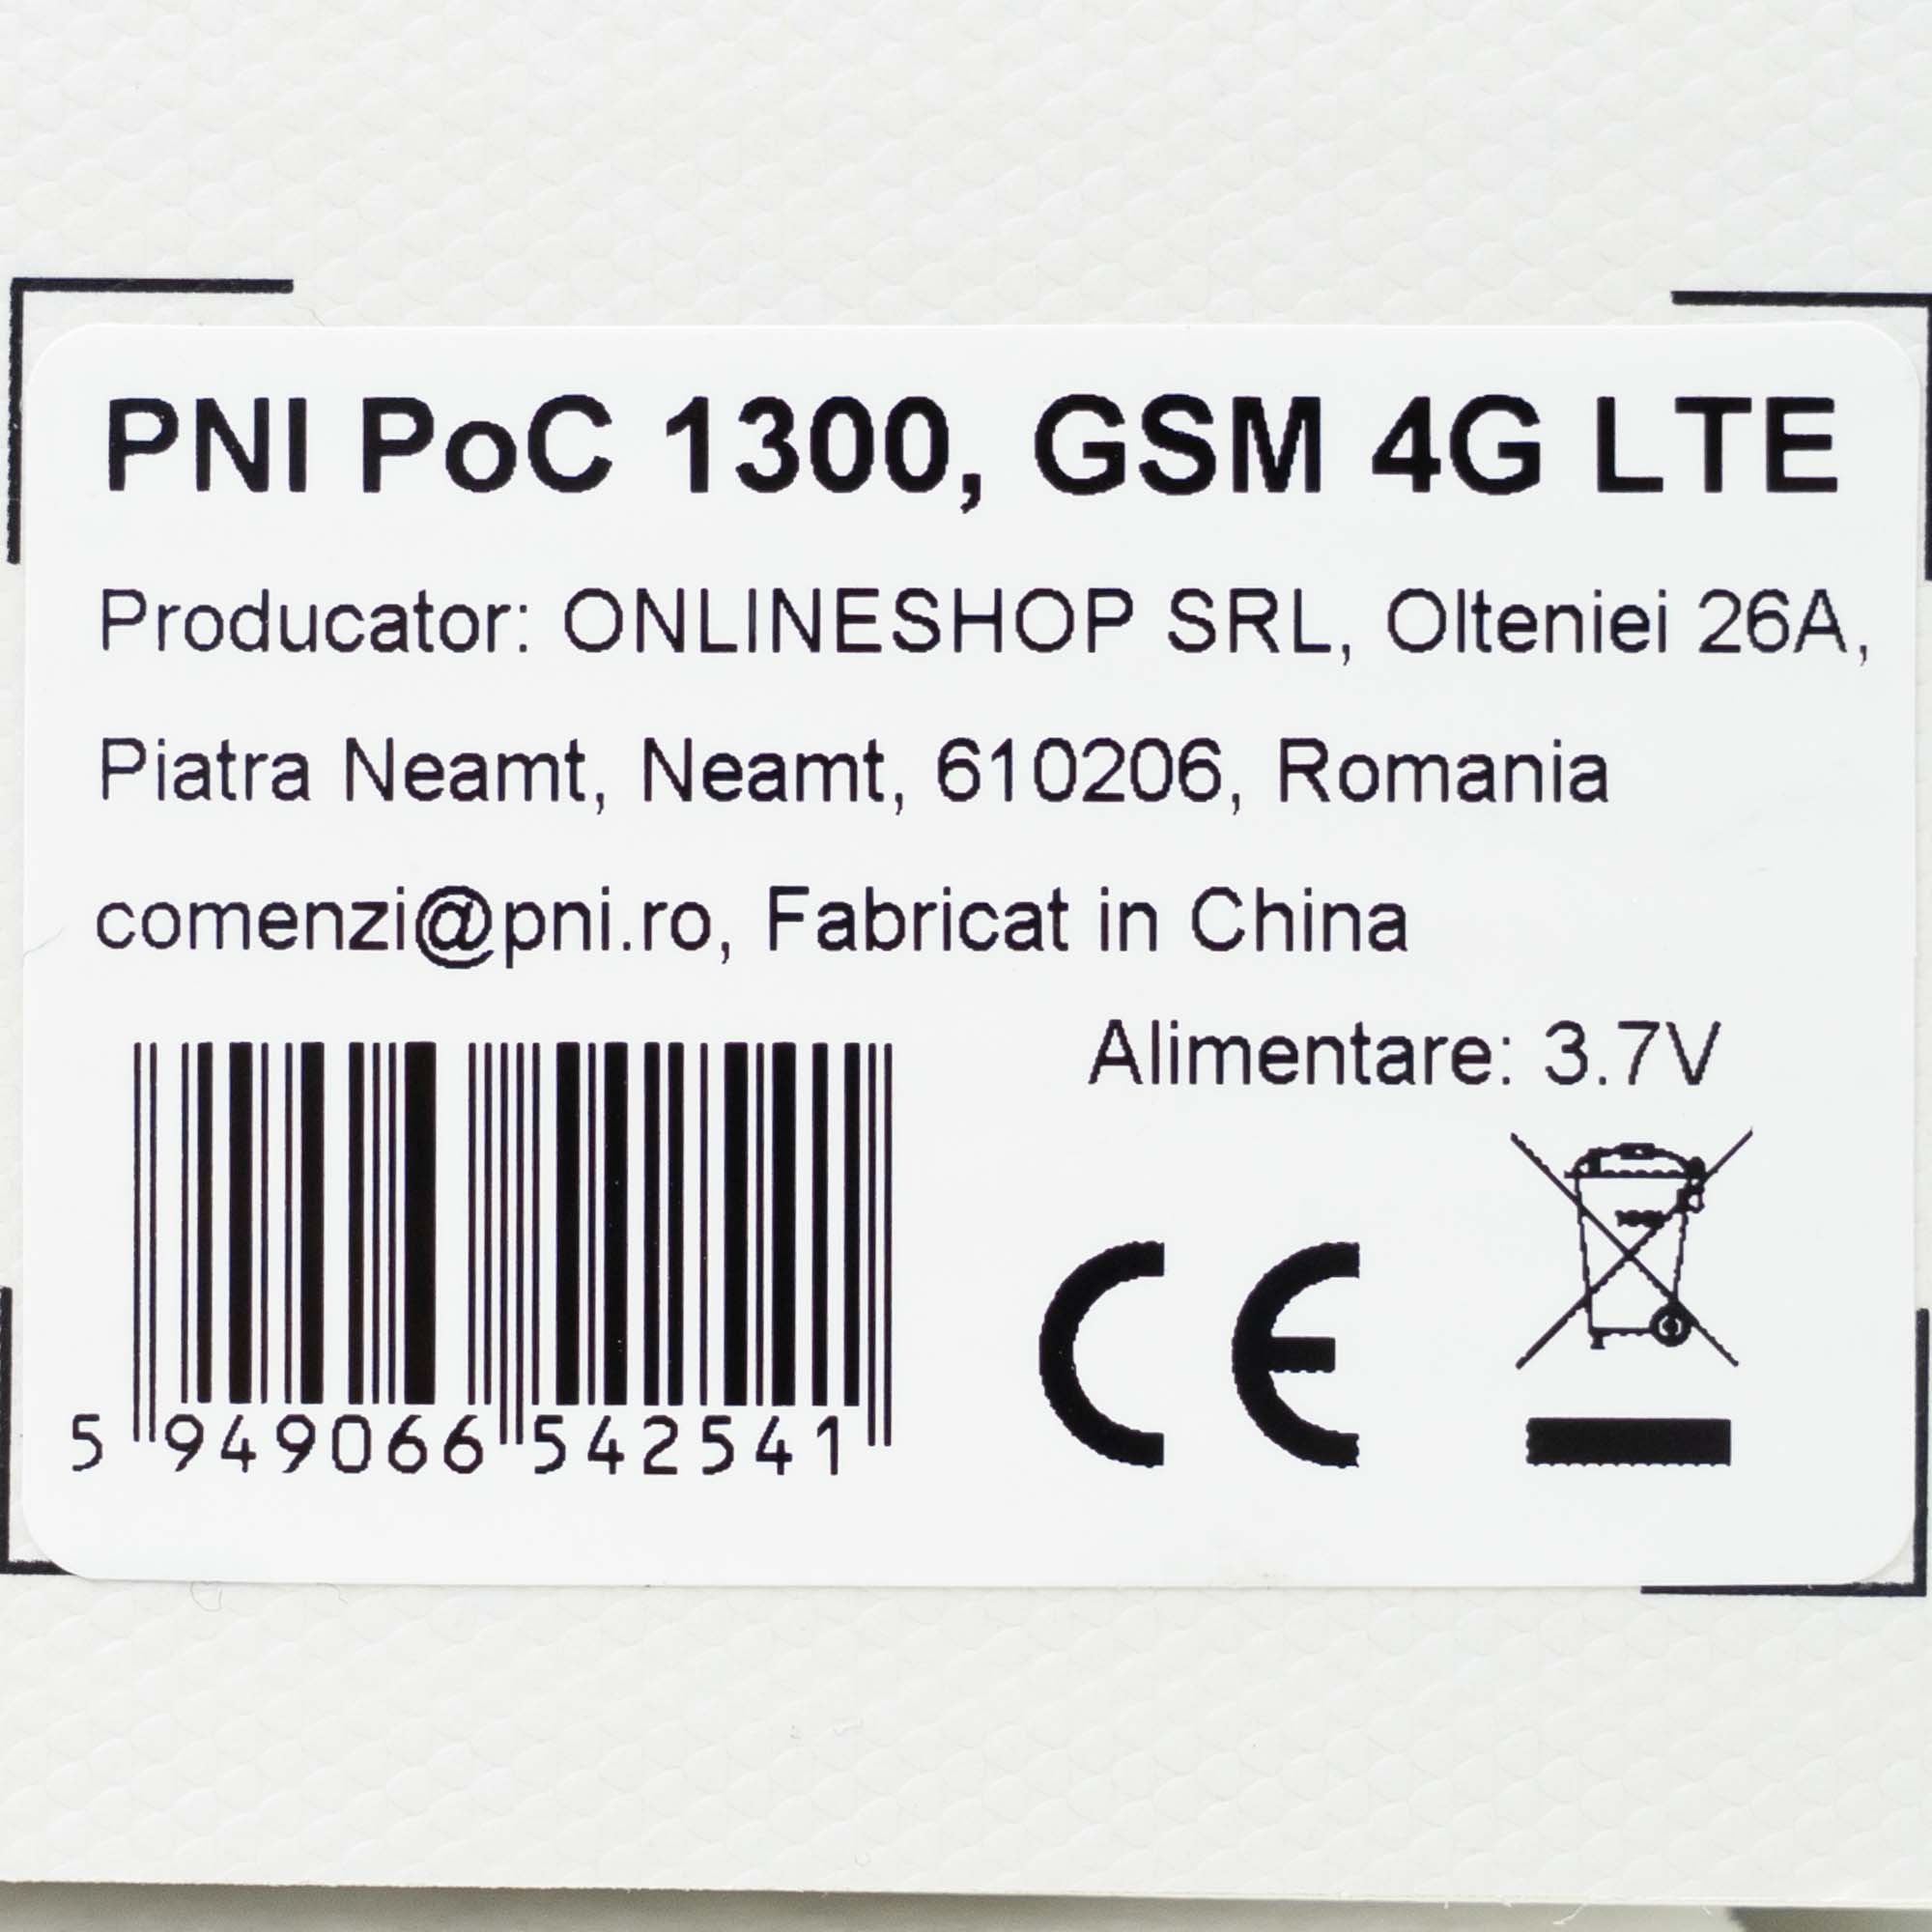 PNI PoC 1300, GSM 4G LTE
Producator: ONLINESHOP SRL, Olteniei 26A,
Piatra Neamt, Neamt, 610206, Romania
comenzi@pni.ro, Fabricat in China
Alimentare: 3.7V
CE
5 949066 542541